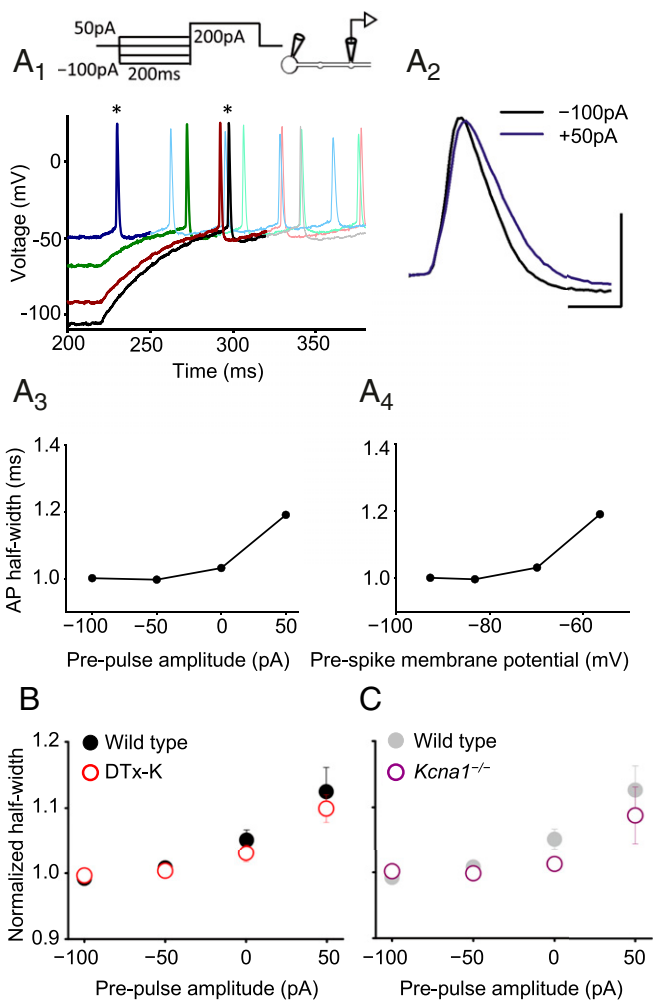 A1
50pA
200pA
−100pA
200ms
A2
−100pA
+50pA
*
*
0
-50
-100
Voltage (mV)
200
250
300
350
Time (ms)
A3
1.4
1.2
1.0
AP half-width (ms)
−100
−50
0
50
Pre-pulse amplitude (pA)
A4
1.4
1.2
1.0
−100
−80
−60
Pre-spike membrane potential (mV)
B
Wild type
DTx-K
1.2
1.1
1.0
0.9
Normalized half-width
−100
−50
0
50
Pre-pulse amplitude (pA)
C
Wild type
Kcna1−/−
−100
−50
0
50
Pre-pulse amplitude (pA)